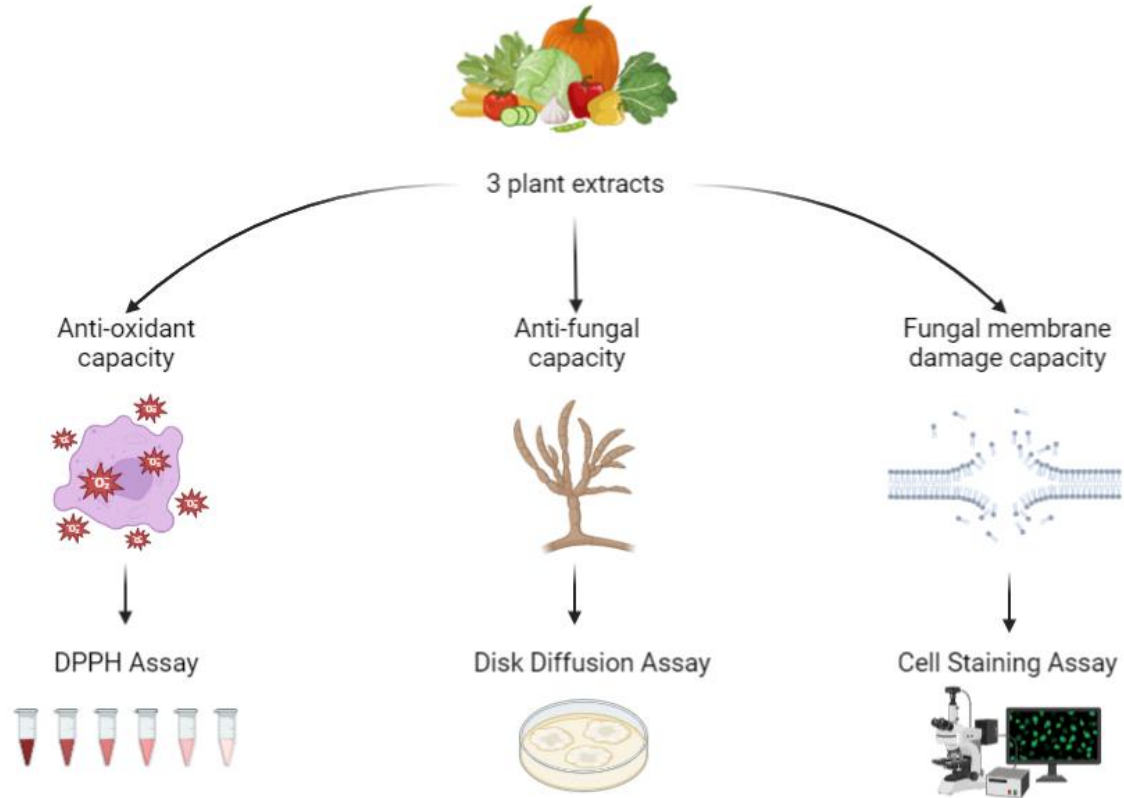 3 plant extracts
Anti-oxidant
capacity
Anti-fungal
capacity
Fungal membrane
damage capacity
DPPH Assay
Disk Diffusion Assay
Cell Staining Assay